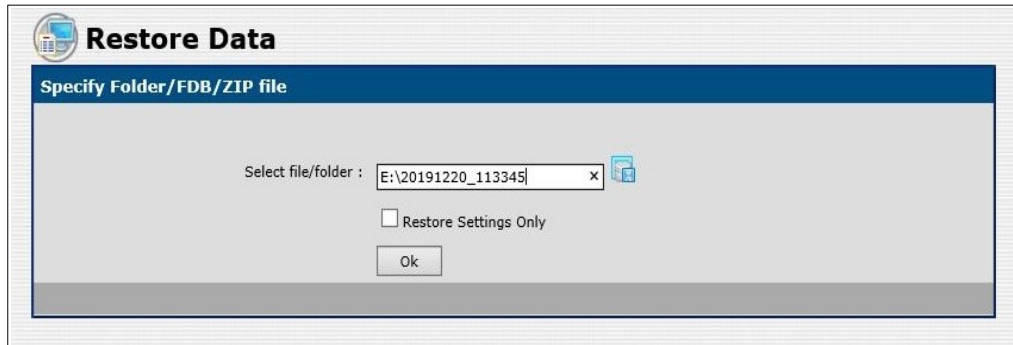 Restore Data
Specify Folder/FDB/ZIP file
Select file/folder : E:\20191220_113345 ×
Restore Settings Only
Ok